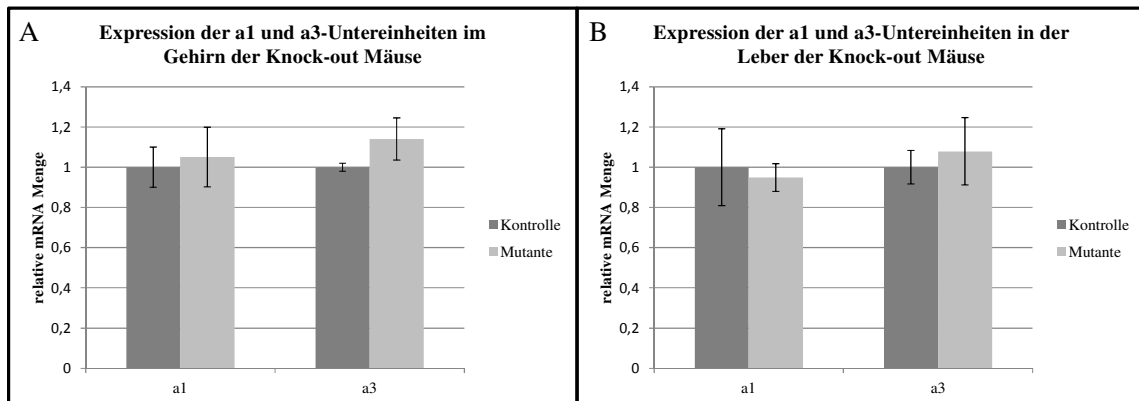 A
Expression der a1 und a3-Untereinheiten im
Gehirn der Knock-out Mäuse
relative mRNA Menge
1,4
1,2
1
0,8
0,6
0,4
0,2
0
a1
a3
Kontrolle
Mutante
B
Expression der a1 und a3-Untereinheiten in der
Leber der Knock-out Mäuse
relative mRNA Menge
1,4
1,2
1
0,8
0,6
0,4
0,2
0
a1
a3
Kontrolle
Mutante